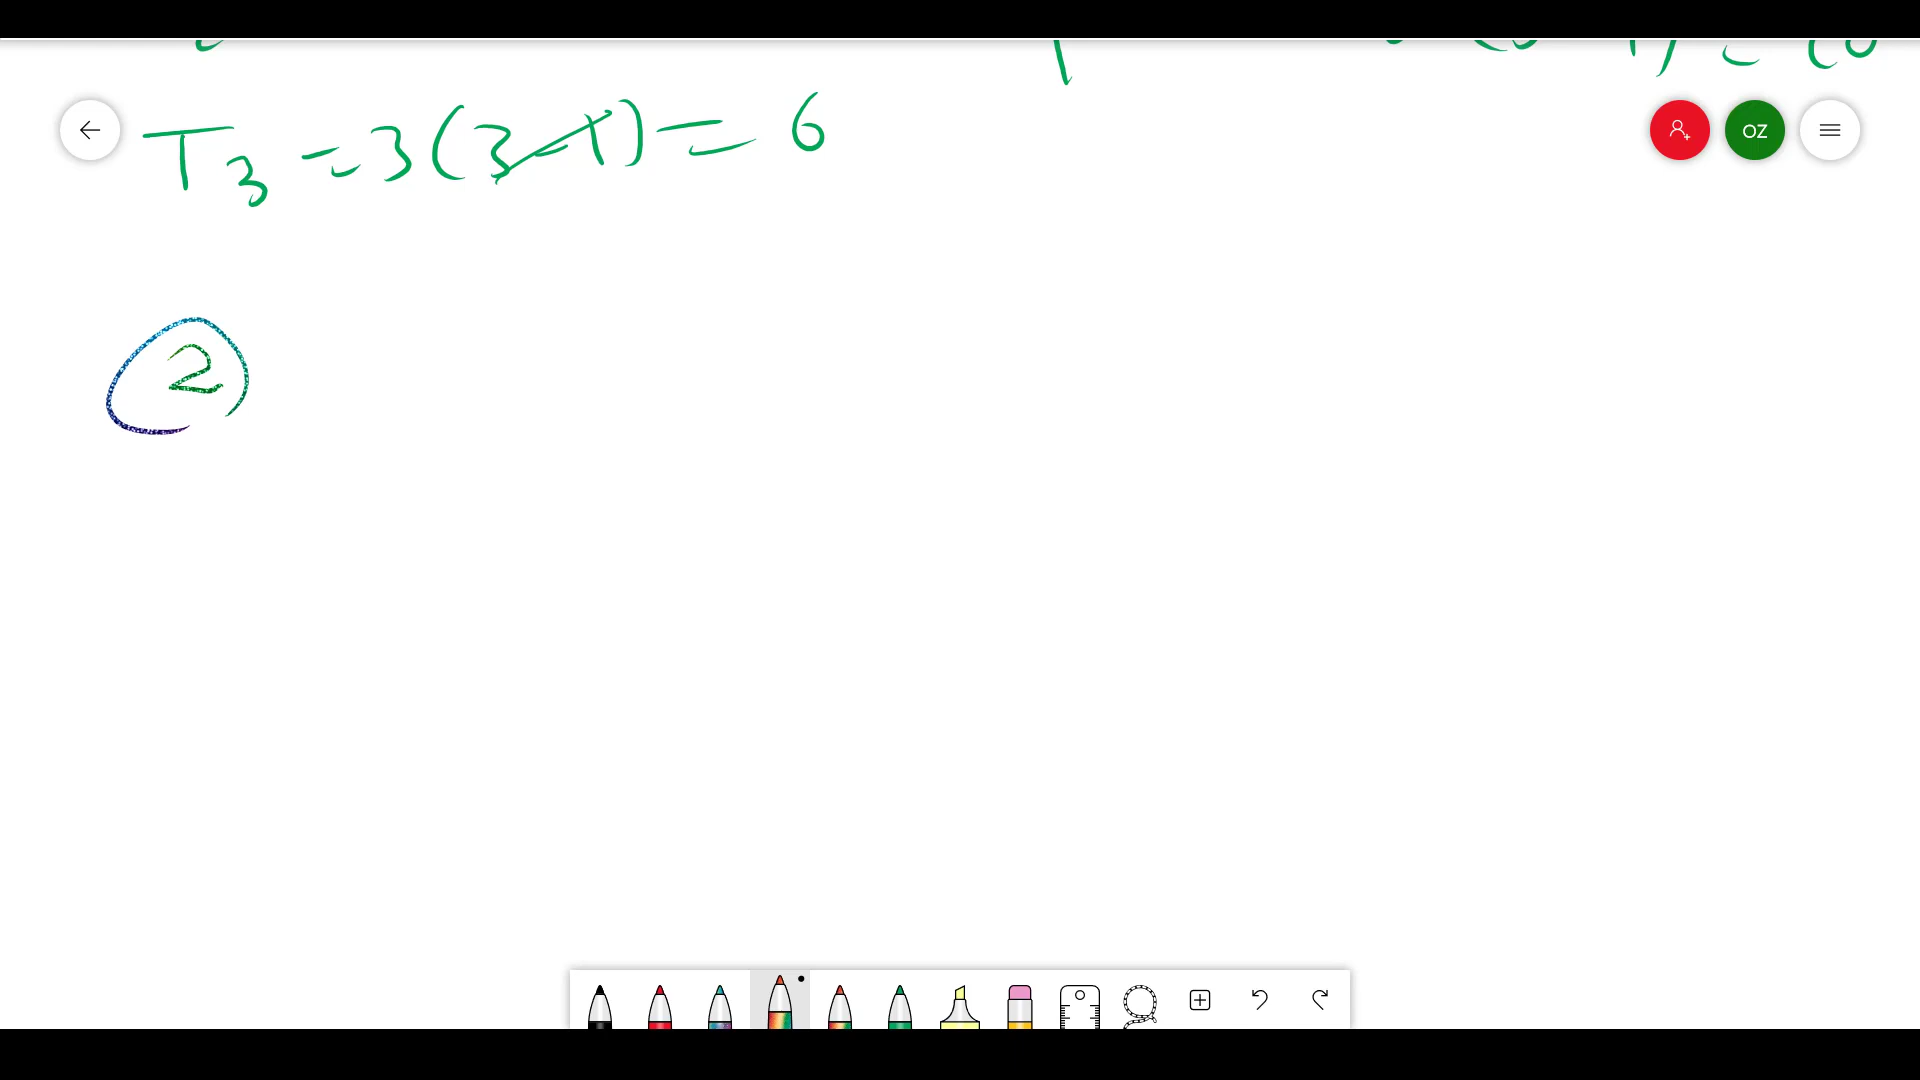 T3 = 3(3-1) = 6
OZ
2